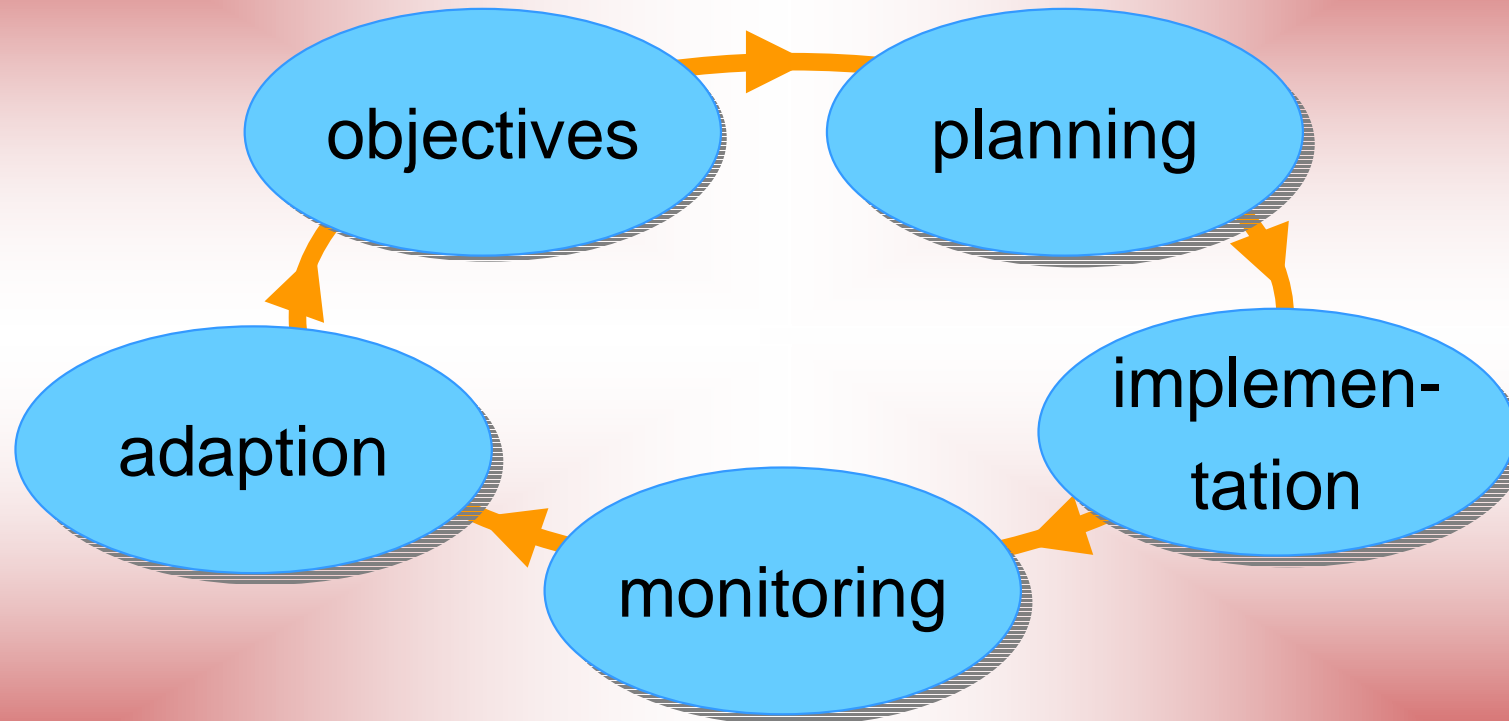 objectives
planning
implemen-
tation
adaption
monitoring